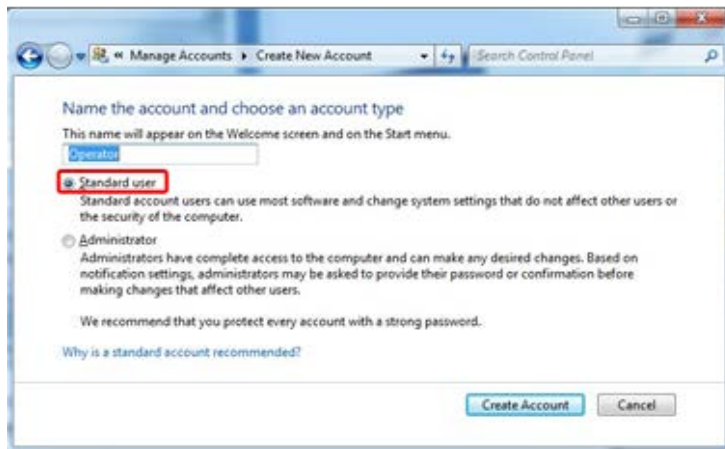 « Manage Accounts ▸ Create New Account
Search Control Panel
Name the account and choose an account type
This name will appear on the Welcome screen and on the Start menu.
Operator
Standard user
Standard account users can use most software and change system settings that do not affect other users or
the security of the computer.
Administrator
Administrators have complete access to the computer and can make any desired changes. Based on
notification settings, administrators may be asked to provide their password or confirmation before
making changes that affect other users.
We recommend that you protect every account with a strong password.
Why is a standard account recommended?
Create Account
Cancel